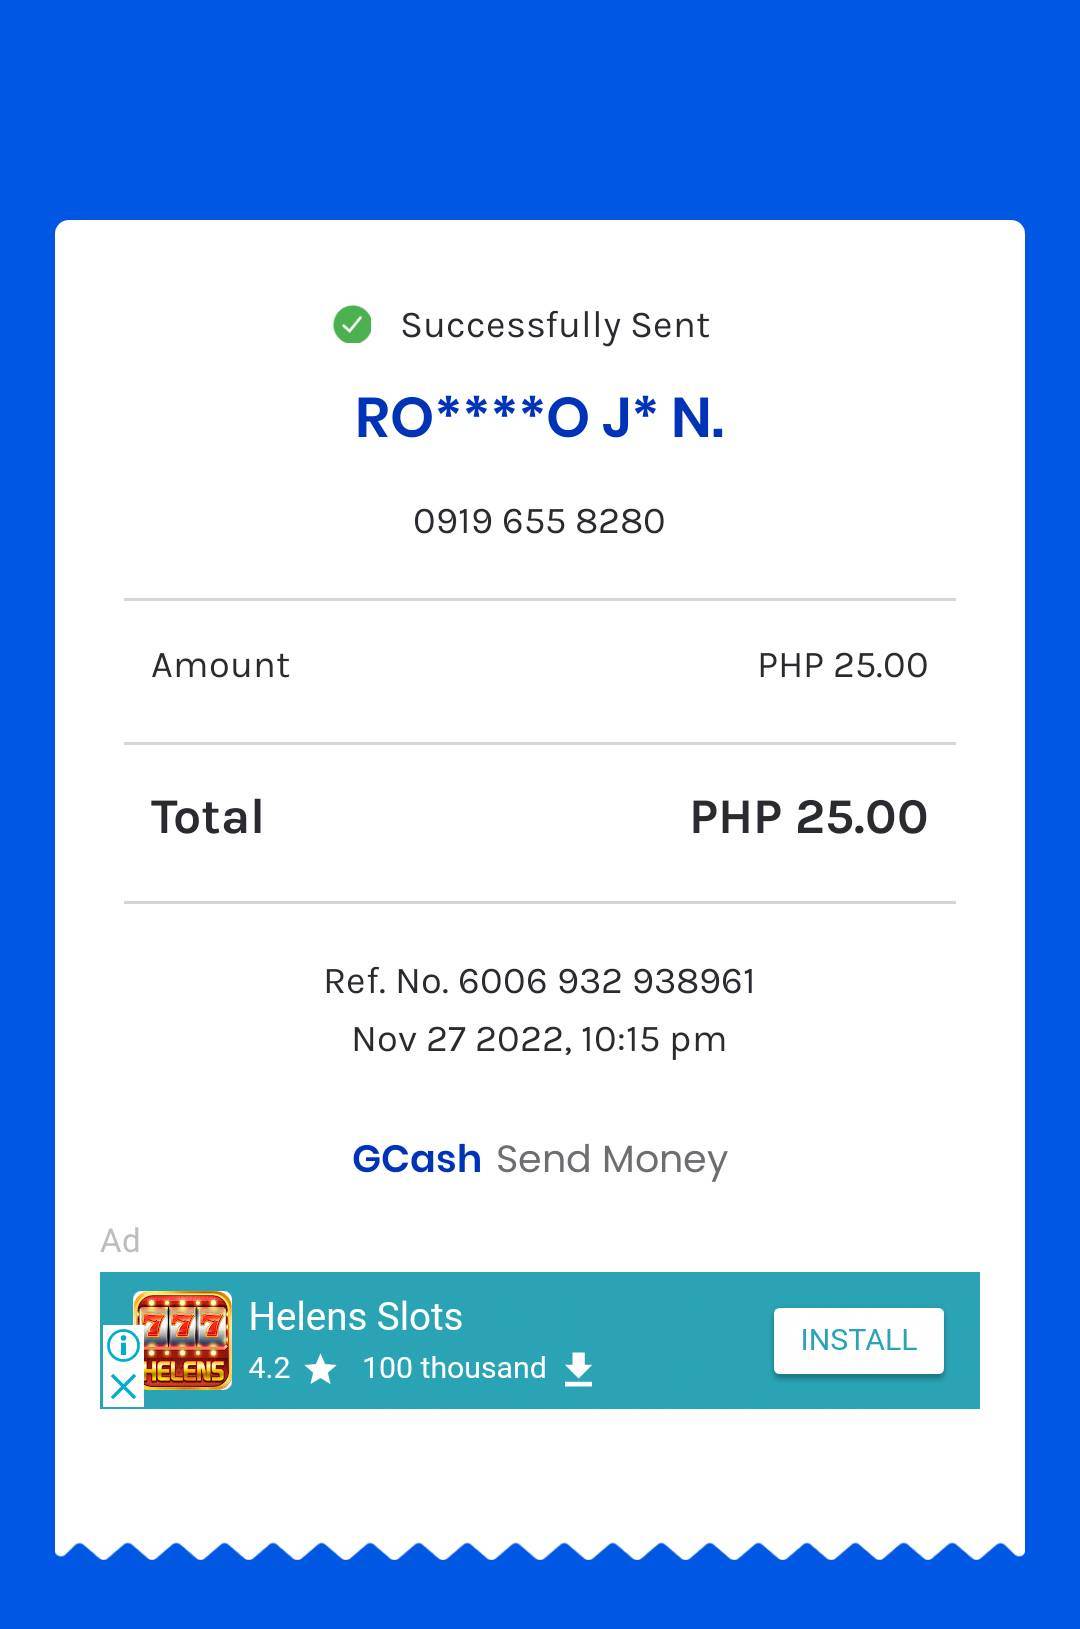 Successfully Sent
RO****O J* N.
0919 655 8280
Amount PHP 25.00
Total PHP 25.00
Ref. No. 6006 932 938961
Nov 27 2022, 10:15 pm
GCash Send Money
Ad
777
HELENS
Helens Slots
4.2 100 thousand
INSTALL